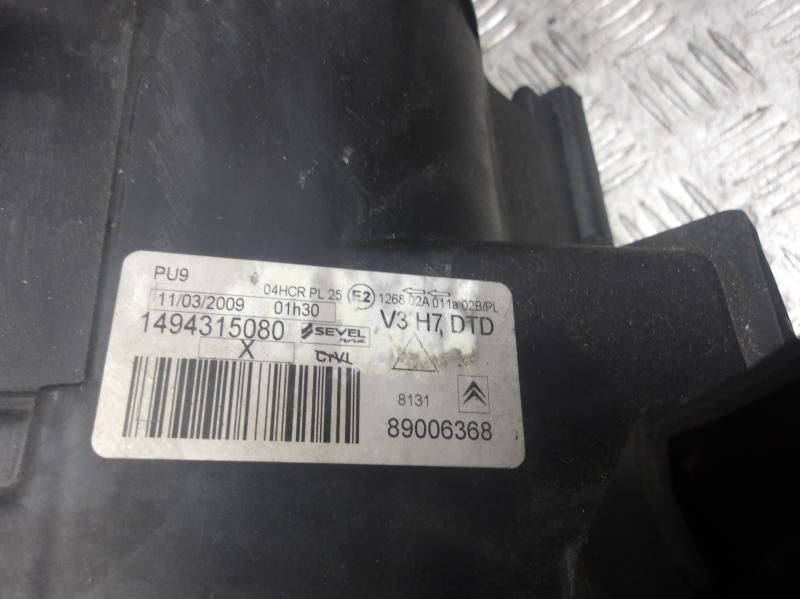 PU9
04HCR PL 25 E2 1268 02A 011a 02B/PL
11/03/2009 01h30
V3 H7 DTD
1494315080 SEVEL
X
8131
89006368